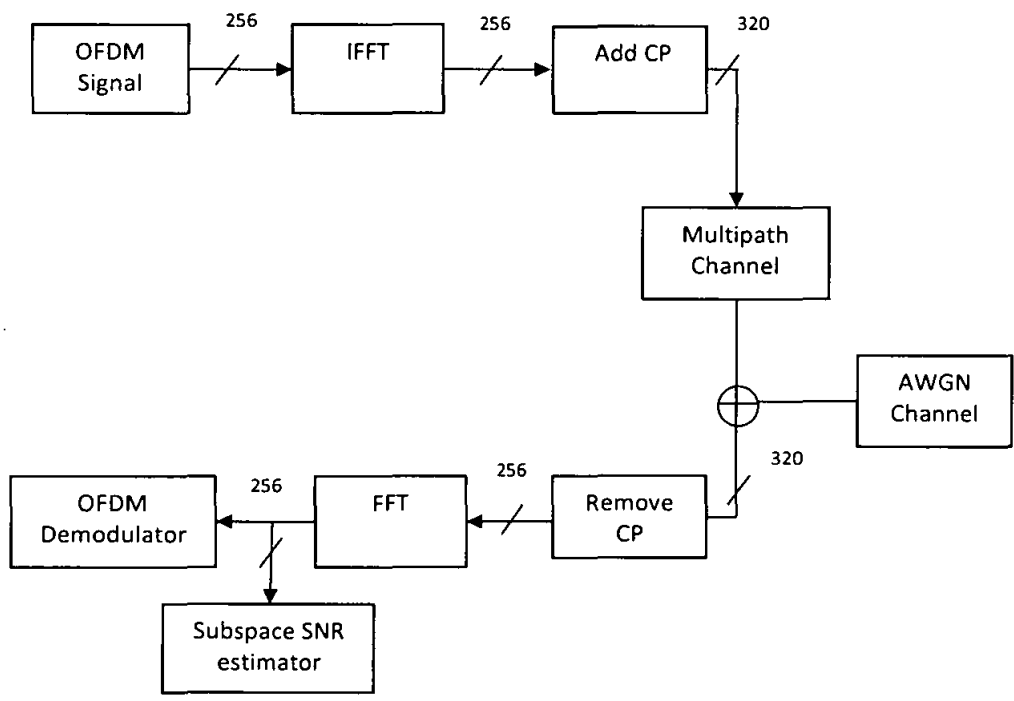 256
256
320
OFDM
Signal
IFFT
Add CP
Multipath
Channel
AWGN
Channel
320
256
256
OFDM
Demodulator
FFT
Remove
CP
Subspace SNR
estimator